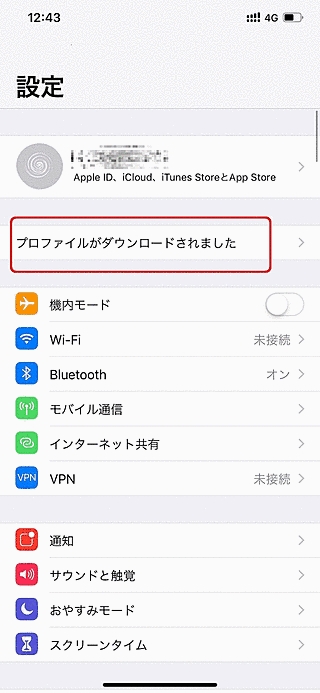 12:43
4G
設定
Apple ID、iCloud、iTunes StoreとApp Store
プロファイルがダウンロードされました
機内モード
Wi-Fi 未接続
Bluetooth オン
モバイル通信
インターネット共有
VPN VPN 未接続
通知
サウンドと触覚
おやすみモード
スクリーンタイム